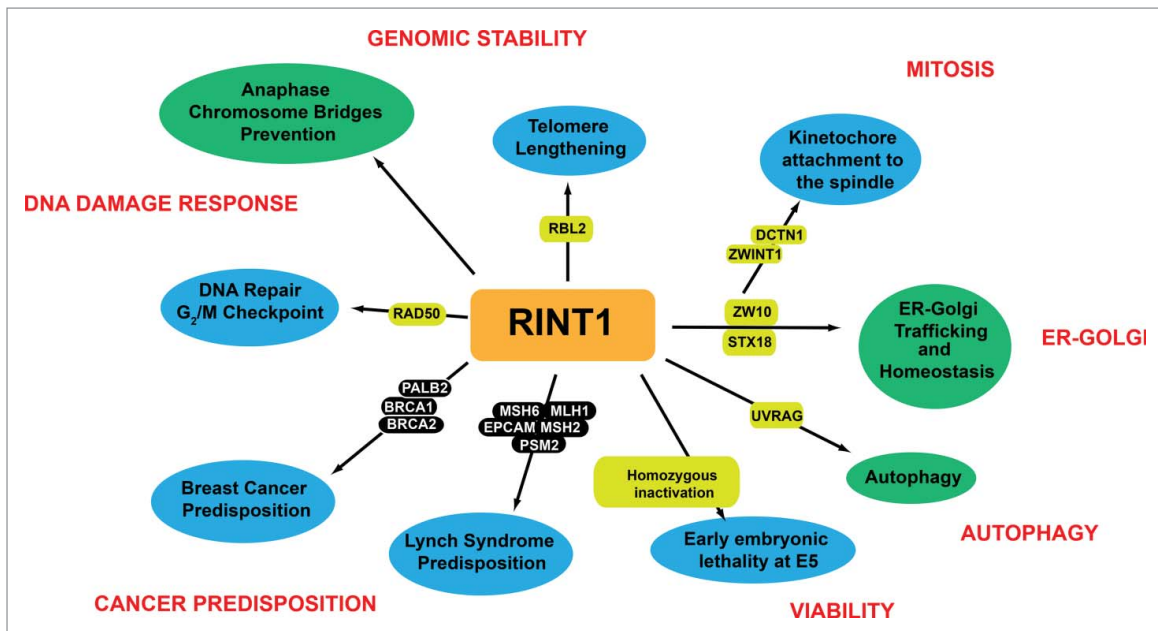 GENOMIC STABILITY
MITOSIS
Anaphase
Chromosome Bridges
Prevention
Telomere
Lengthening
Kinetochore
attachment to
the spindle
DNA DAMAGE RESPONSE
RBL2
DCTN1
ZWINT1
DNA Repair
G₂/M Checkpoint
RAD50
RINT1
ZW10
STX18
ER-Golgi
Trafficking
and
Homeostasis
ER-GOLGI
PALB2
BRCA1
BRCA2
MSH6 MLH1
EPCAM MSH2
PSM2
UVRAG
Homozygous
inactivation
Autophagy
Breast Cancer
Predisposition
Lynch Syndrome
Predisposition
Early embryonic
lethality at E5
AUTOPHAGY
CANCER PREDISPOSITION
VIABILITY